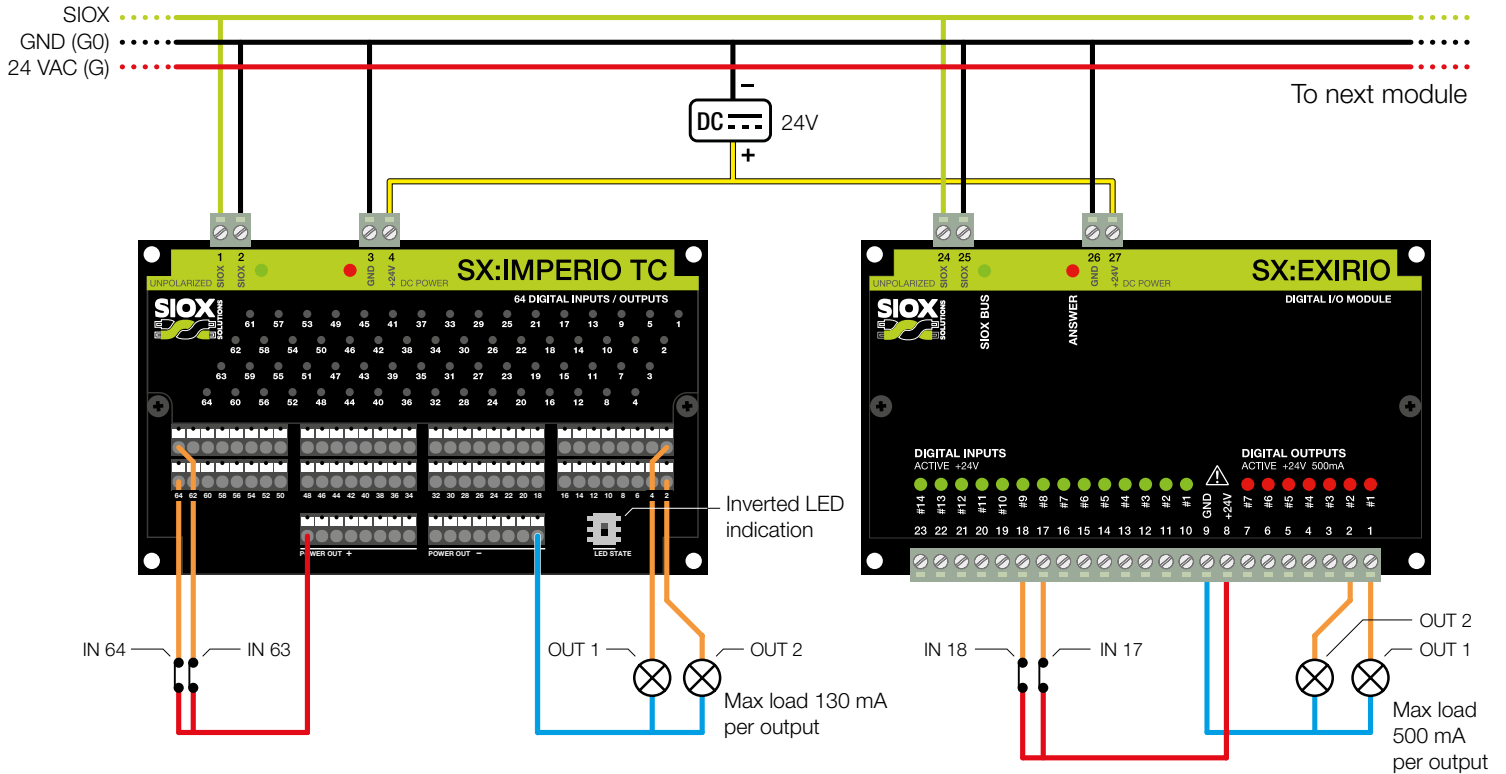 SIOX
GND (G0)
24 VAC (G)
To next module
DC
24V
−
+
1 2 3 4
SIOX SIOX GND +24V
UNPOLARIZED
DC POWER
SX:IMPERIO TC
64 DIGITAL INPUTS / OUTPUTS
SIOX
SOLUTIONS
61 57 53 49 45 41 37 33 29 25 21 17 13 9 5 1
62 58 54 50 46 42 38 34 30 26 22 18 14 10 6 2
63 59 55 51 47 43 39 35 31 27 23 19 15 11 7 3
64 60 56 52 48 44 40 36 32 28 24 20 16 12 8 4
64 62 60 58 56 54 52 50 48 46 44 42 40 38 36 34 32 30 28 26 24 22 20 18 16 14 12 10 8 6 4 2
POWER OUT +
POWER OUT −
LED STATE
Inverted LED
indication
IN 64
IN 63
OUT 1
OUT 2
Max load 130 mA
per output
24 25 26 27
SIOX SIOX GND +24V
UNPOLARIZED
DC POWER
SX:EXIRIO
DIGITAL I/O MODULE
SIOX
SOLUTIONS
SIOX BUS
ANSWER
DIGITAL INPUTS
ACTIVE +24V
DIGITAL OUTPUTS
ACTIVE +24V 500mA
#14 #13 #12 #11 #10 #9 #8 #7 #6 #5 #4 #3 #2 #1 GND +24V #7 #6 #5 #4 #3 #2 #1
23 22 21 20 19 18 17 16 15 14 13 12 11 10 9 8 7 6 5 4 3 2 1
IN 18
IN 17
OUT 2
OUT 1
Max load
500 mA
per output